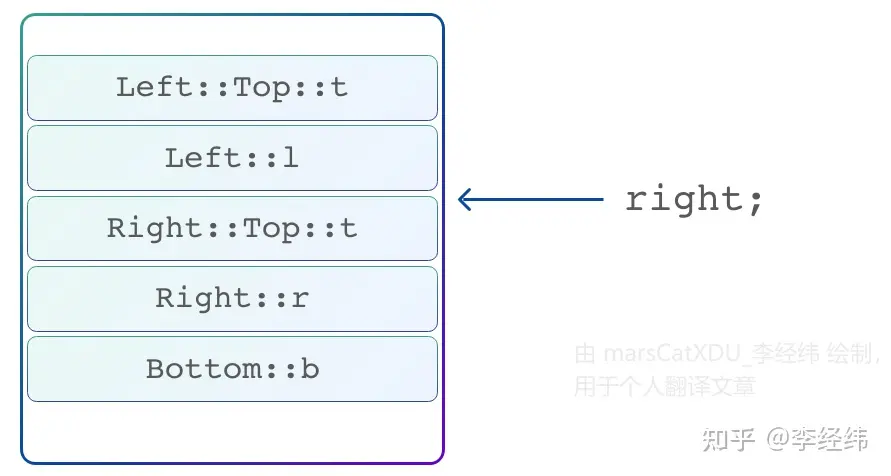 Left::Top::t
Left::l
Right::Top::t
right;
Right::r
Bottom::b
由 marsCatXDU_李经纬 绘制,
用于个人翻译文章
知乎 @李经纬